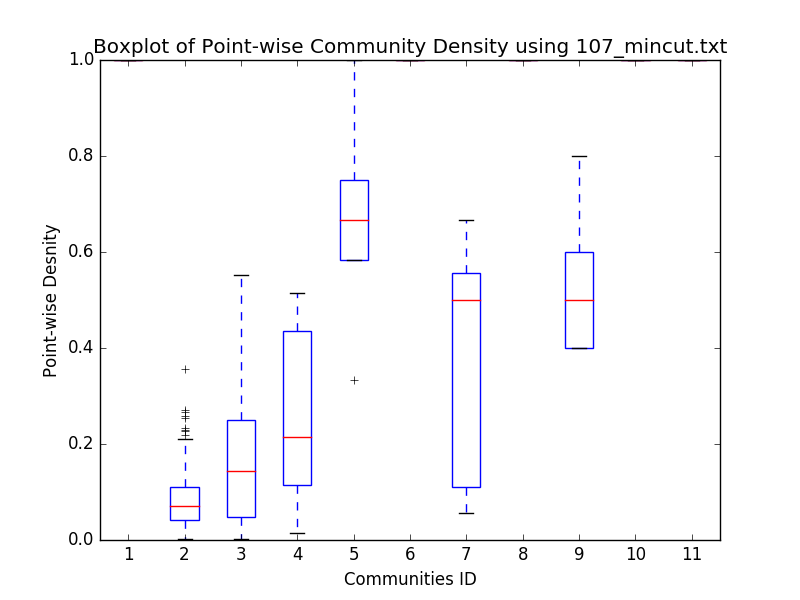 Boxplot of Point-wise Community Density using 107_mincut.txt
1.0
0.8
0.6
0.4
0.2
0.0
Point-wise Desnity
1 2 3 4 5 6 7 8 9 10 11
Communities ID